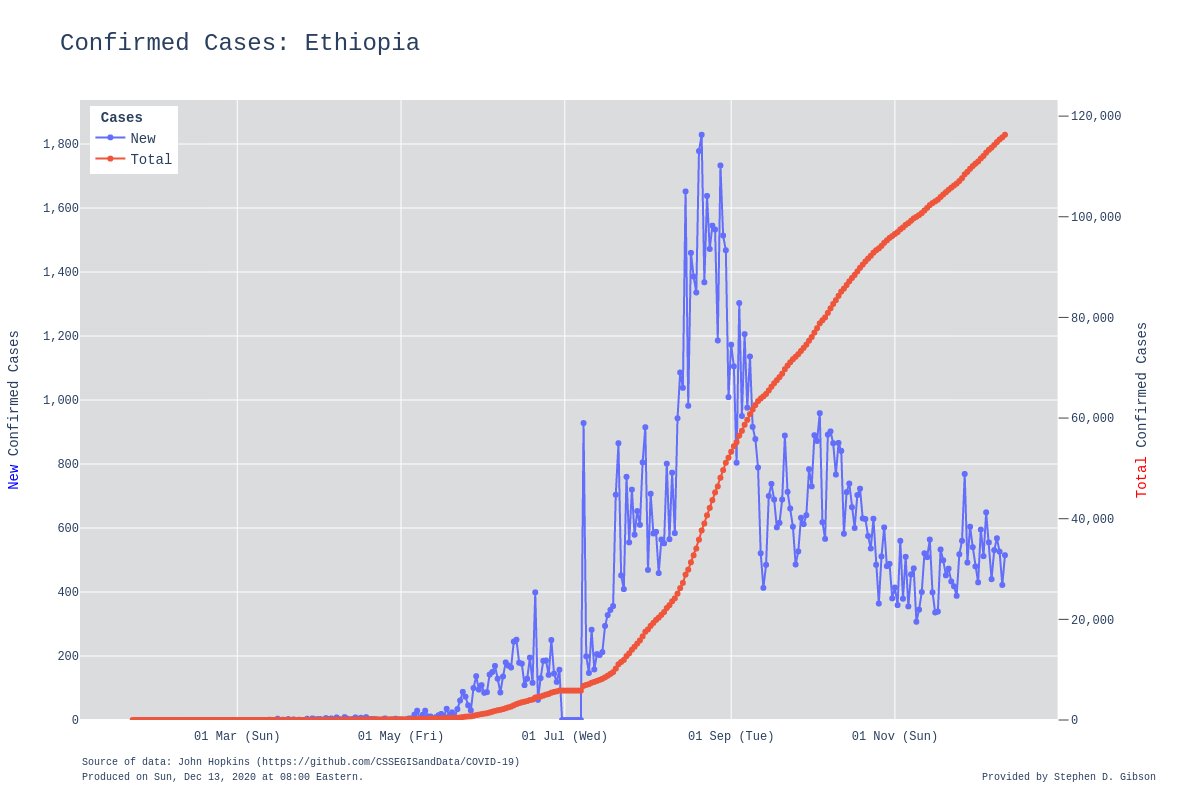 Confirmed Cases: Ethiopia
Cases
New
Total
1,800
1,600
1,400
1,200
1,000
800
600
400
200
0
120,000
100,000
80,000
60,000
40,000
20,000
0
New Confirmed Cases
Total Confirmed Cases
01 Mar (Sun) 01 May (Fri) 01 Jul (Wed) 01 Sep (Tue) 01 Nov (Sun)
Source of data: John Hopkins (https://github.com/CSSEGISandData/COVID-19)
Produced on Sun, Dec 13, 2020 at 08:00 Eastern.
Provided by Stephen D. Gibson